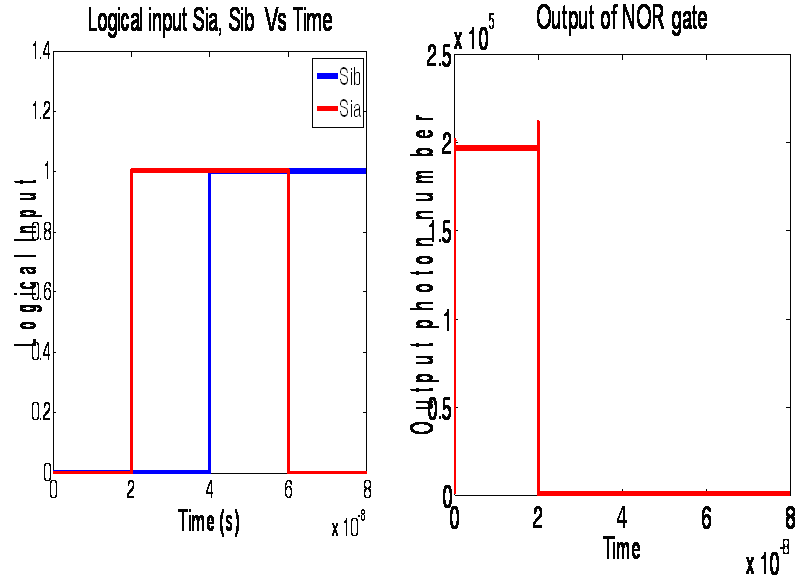 Logical input Sia, Sib Vs Time
1.4
1.2
1
0.8
0.6
0.4
0.2
0
Logical Input
Sib
Sia
0 2 4 6 8
Time (s)
x 10-8
Output of NOR gate
x 10^5
2.5
2
1.5
1
0.5
0
Output photon number
0 2 4 6 8
Time
x 10-8